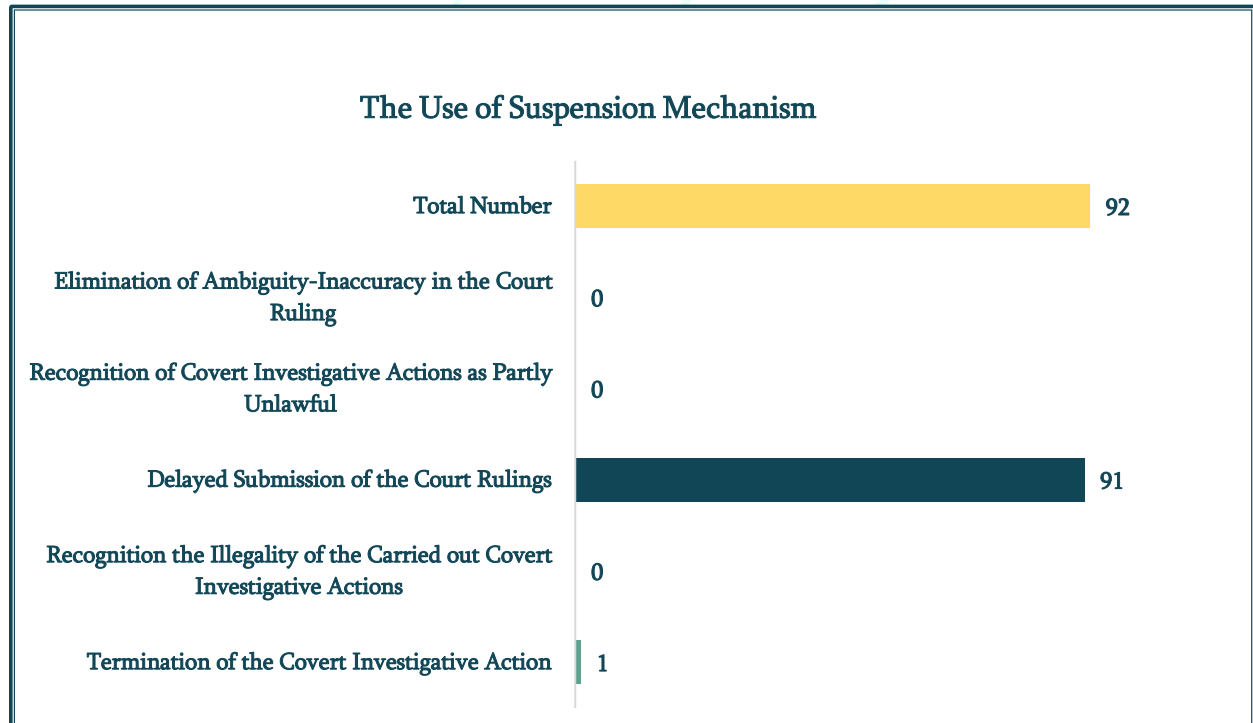 The Use of Suspension Mechanism
Total Number
92
Elimination of Ambiguity-Inaccuracy in the Court
Ruling
0
Recognition of Covert Investigative Actions as Partly
Unlawful
0
Delayed Submission of the Court Rulings
91
Recognition the Illegality of the Carried out Covert
Investigative Actions
0
Termination of the Covert Investigative Action
1